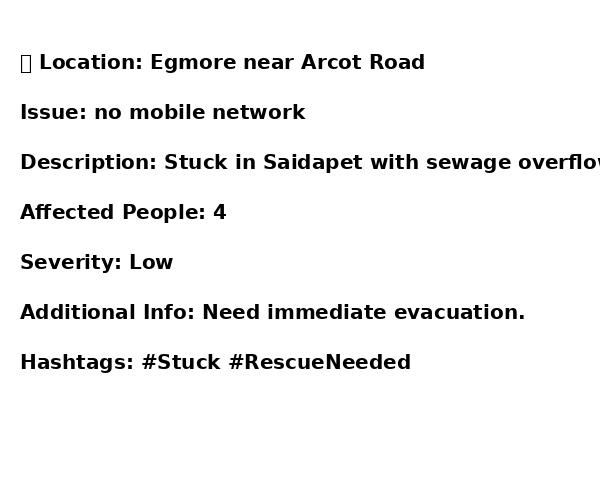 Location: Egmore near Arcot Road
Issue: no mobile network
Description: Stuck in Saidapet with sewage
Affected People: 4
Severity: Low
Additional Info: Need immediate evacuation.
Hashtags: #Stuck #RescueNeeded